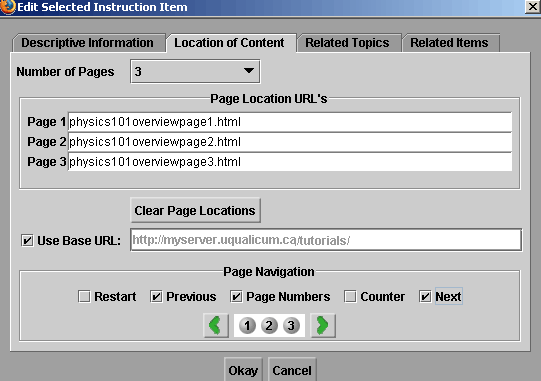 Edit Selected Instruction Item
Descriptive Information Location of Content Related Topics Related Items
Number of Pages 3
Page Location URL's
Page 1 physics101overviewpage1.html
Page 2 physics101overviewpage2.html
Page 3 physics101overviewpage3.html
Clear Page Locations
Use Base URL: http://myserver.uqualicum.ca/tutorials/
Page Navigation
Restart Previous Page Numbers Counter Next
1 2 3
Okay Cancel